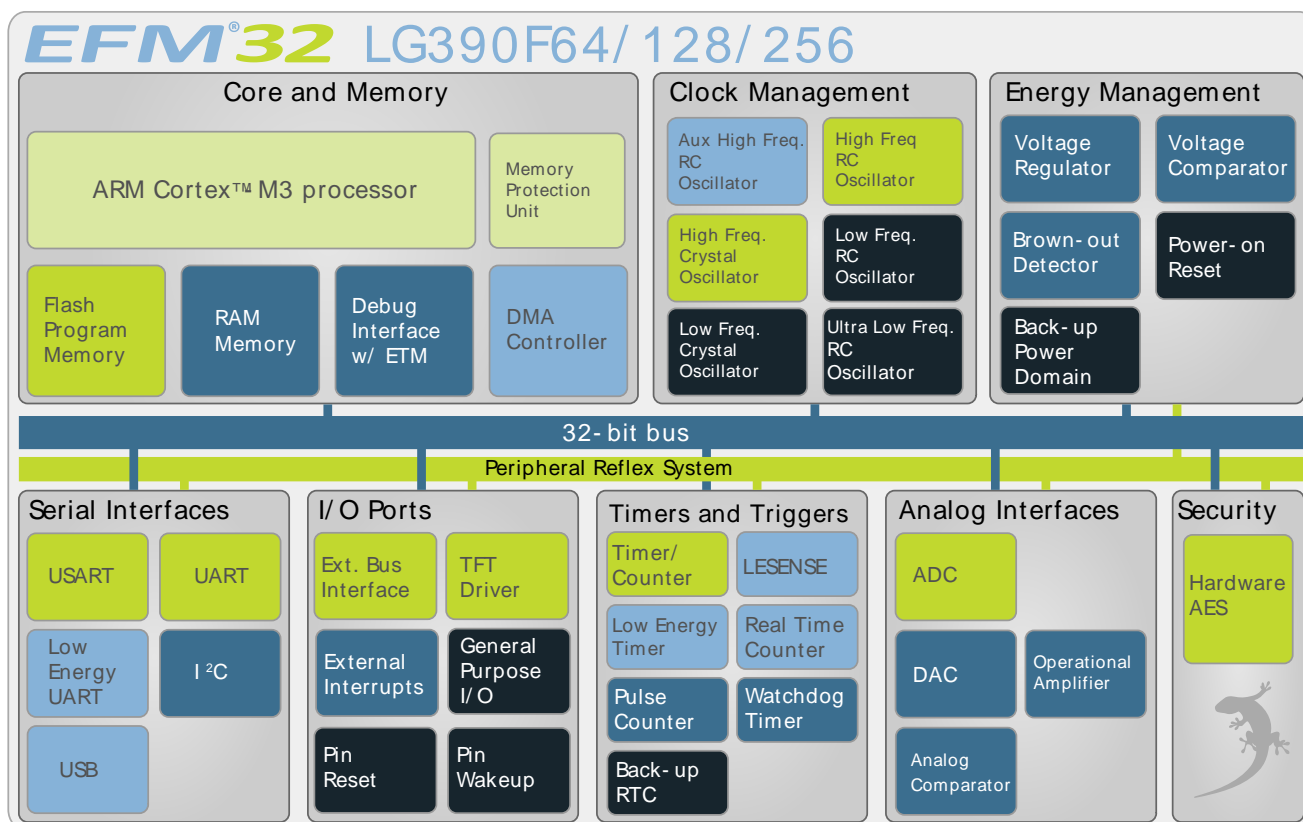 EFM®32 LG390F64/128/256
Core and Memory
ARM Cortex™ M3 processor
Memory
Protection
Unit
Flash
Program
Memory
RAM
Memory
Debug
Interface
w/ ETM
DMA
Controller
Clock Management
Aux High Freq.
RC
Oscillator
High Freq
RC
Oscillator
High Freq.
Crystal
Oscillator
Low Freq.
RC
Oscillator
Low Freq.
Crystal
Oscillator
Ultra Low Freq.
RC
Oscillator
Energy Management
Voltage
Regulator
Voltage
Comparator
Brown-out
Detector
Power-on
Reset
Back-up
Power
Domain
32-bit bus
Peripheral Reflex System
Serial Interfaces
USART
UART
Low
Energy
UART
I²C
USB
I/O Ports
Ext. Bus
Interface
TFT
Driver
External
Interrupts
General
Purpose
I/O
Pin
Reset
Pin
Wakeup
Timers and Triggers
Timer/
Counter
LESENSE
Low Energy
Timer
Real Time
Counter
Pulse
Counter
Watchdog
Timer
Back-up
RTC
Analog Interfaces
ADC
DAC
Operational
Amplifier
Analog
Comparator
Security
Hardware
AES